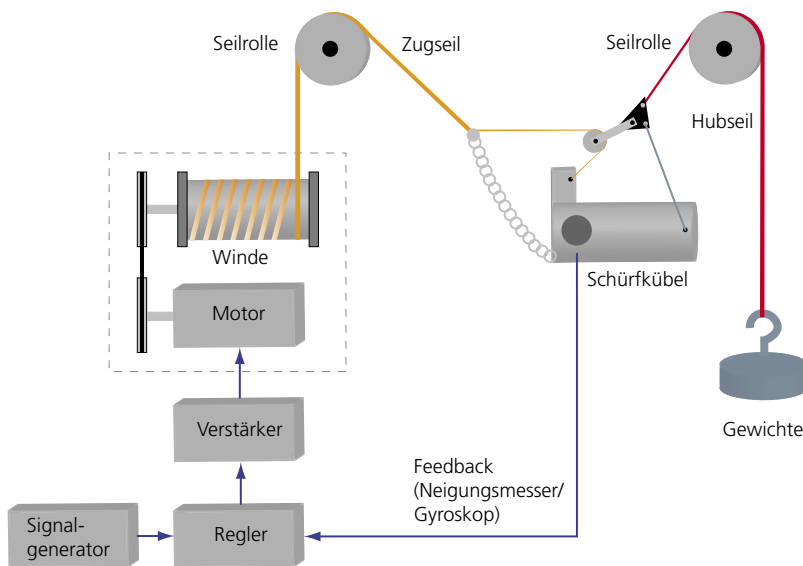 Seilrolle
Zugseil
Seilrolle
Hubseil
Winde
Schürfkübel
Motor
Gewichte
Verstärker
Feedback
(Neigungsmesser/
Gyroskop)
Signal-
generator
Regler